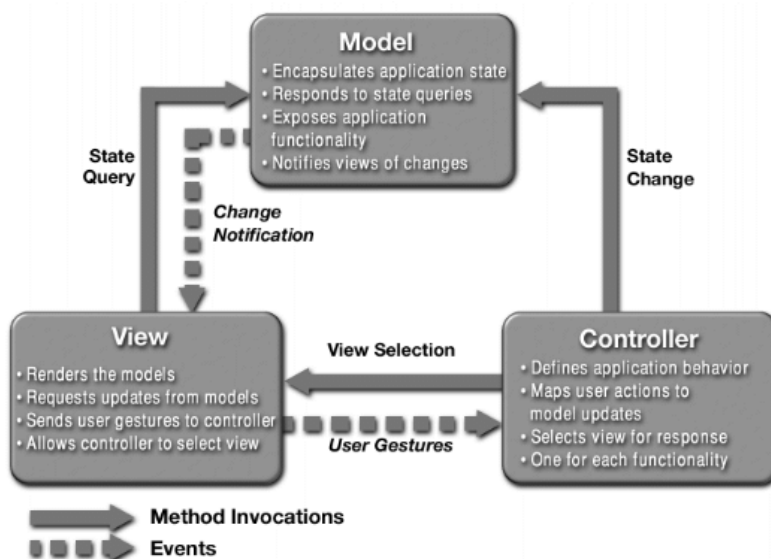 Model
• Encapsulates application state
• Responds to state queries
• Exposes application
functionality
• Notifies views of changes
State
Query
State
Change
Change
Notification
View
• Renders the models
• Requests updates from models
• Sends user gestures to controller
• Allows controller to select view
View Selection
User Gestures
Controller
• Defines application behavior
• Maps user actions to
model updates
• Selects view for response
• One for each functionality
Method Invocations
Events